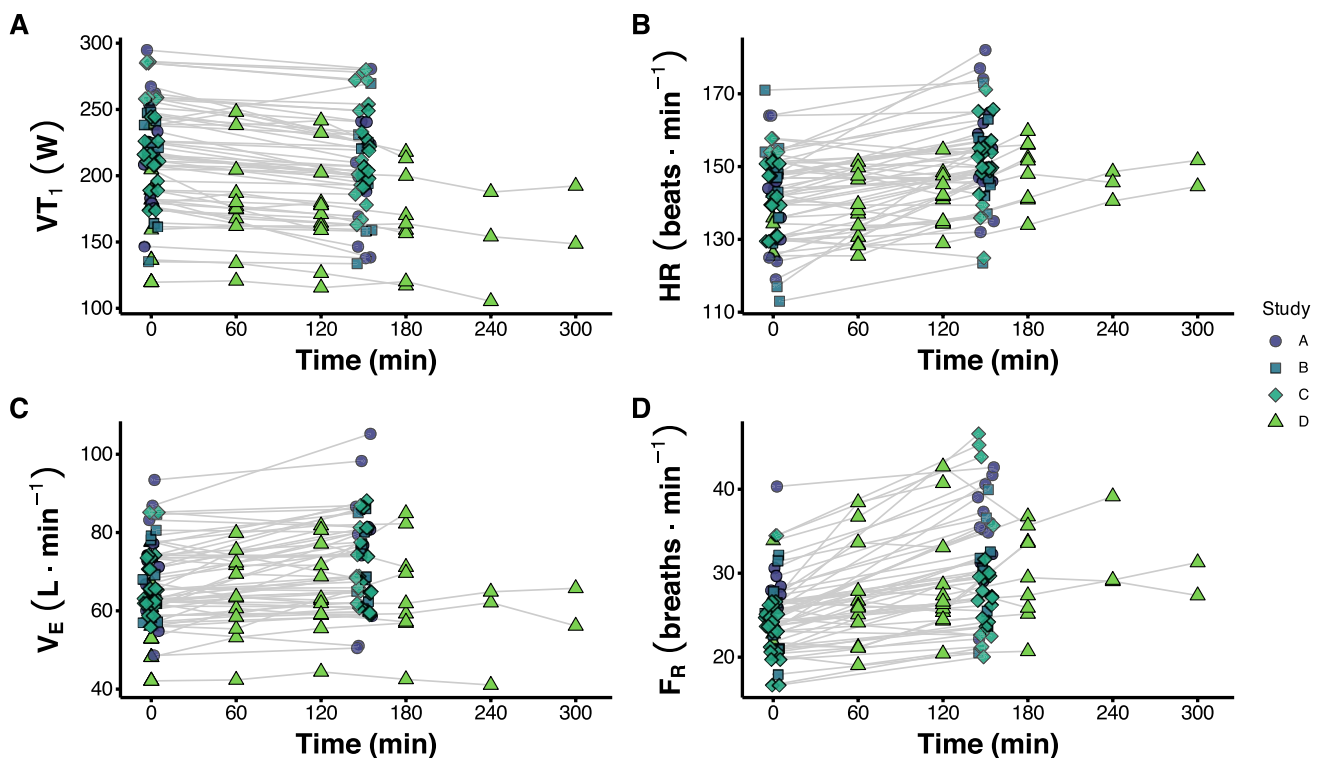 A
300
250
200
150
100
VT₁ (W)
0 60 120 180 240 300
Time (min)
B
170
150
130
110
HR (beats · min⁻¹)
0 60 120 180 240 300
Time (min)
Study
A
B
C
D
C
100
80
60
40
V_E (L · min⁻¹)
0 60 120 180 240 300
Time (min)
D
40
30
20
F_R (breaths · min⁻¹)
0 60 120 180 240 300
Time (min)